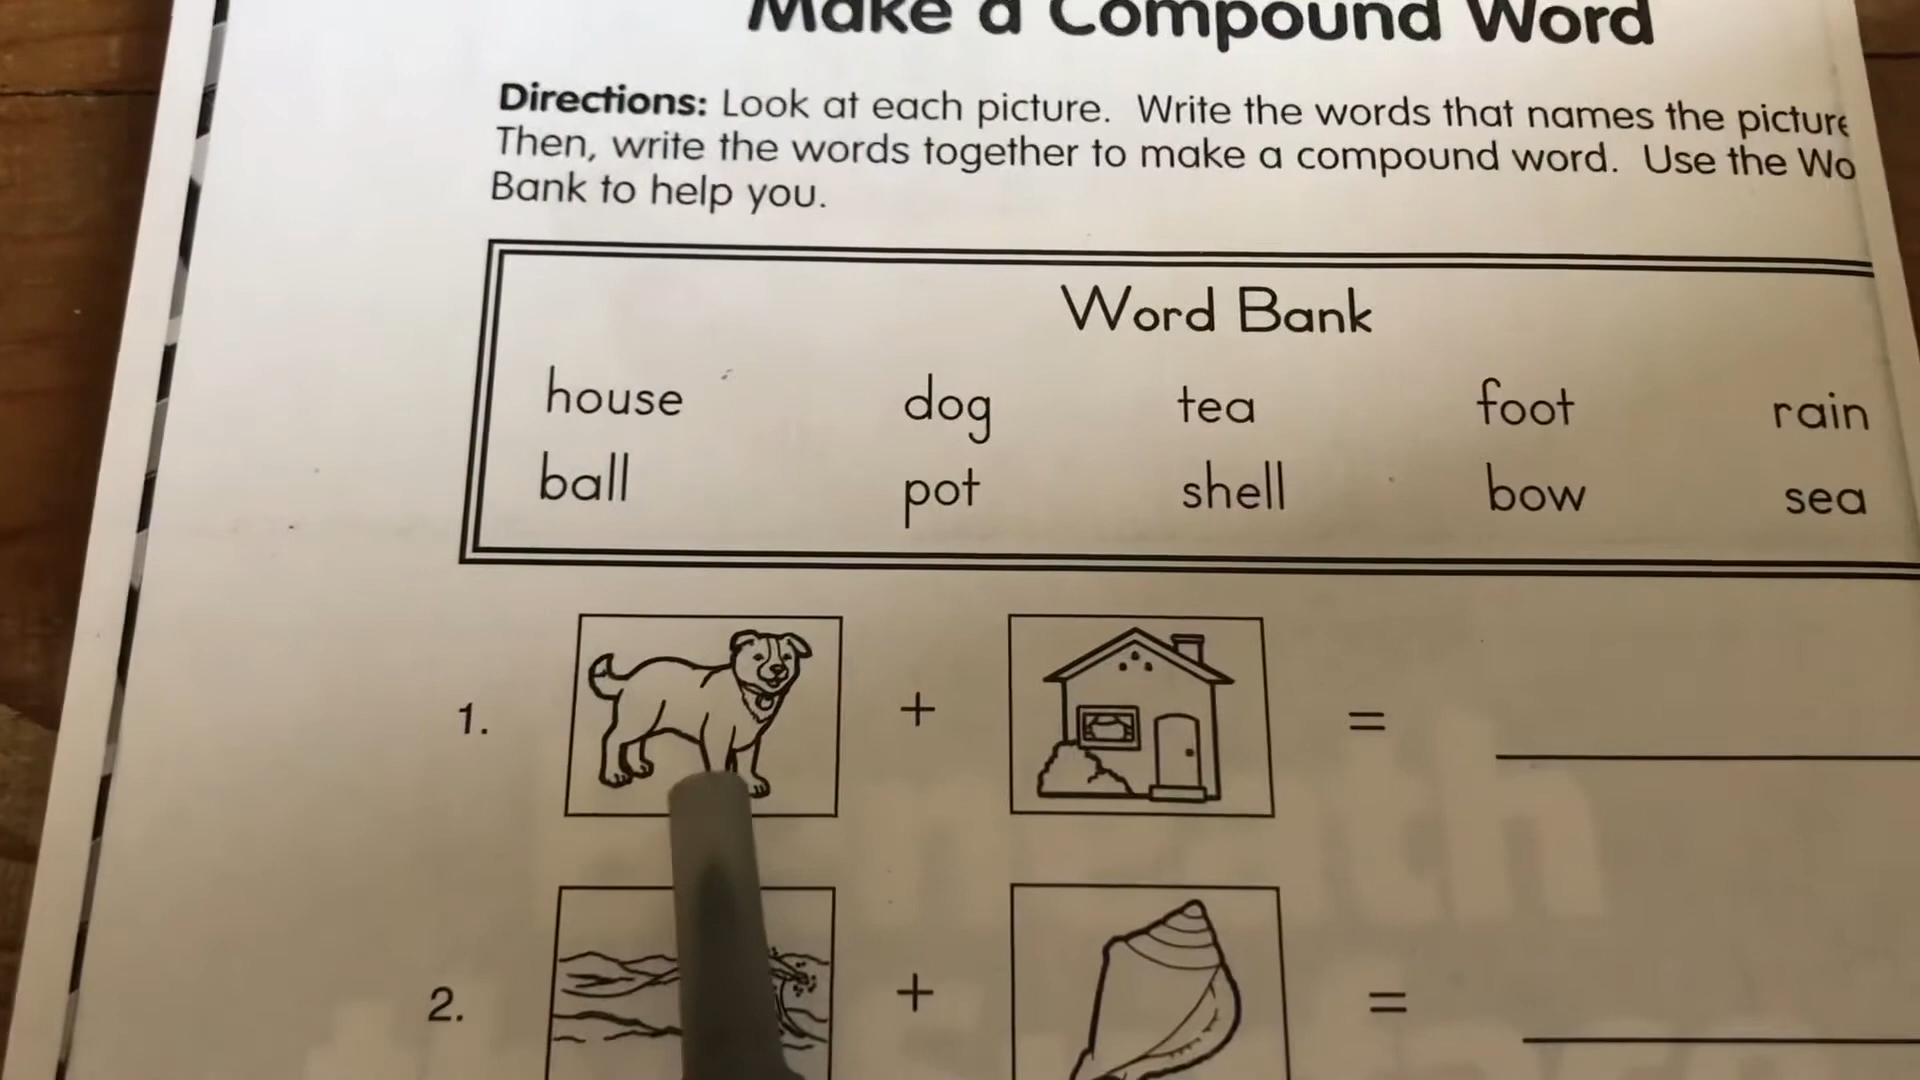 Make a Compound Word
Directions: Look at each picture. Write the words that names the picture
Then, write the words together to make a compound word. Use the Wo
Bank to help you.
Word Bank
house dog tea foot rain
ball pot shell bow sea
1. + =
2. + =